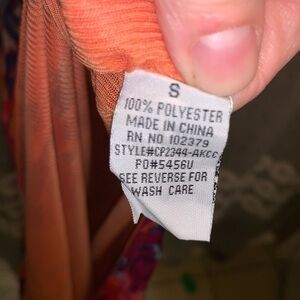 S
100% POLYESTER
MADE IN CHINA
RN NO 102379
STYLE#CP2344-AKCC
PO#5456U
SEE REVERSE FOR
WASH CARE